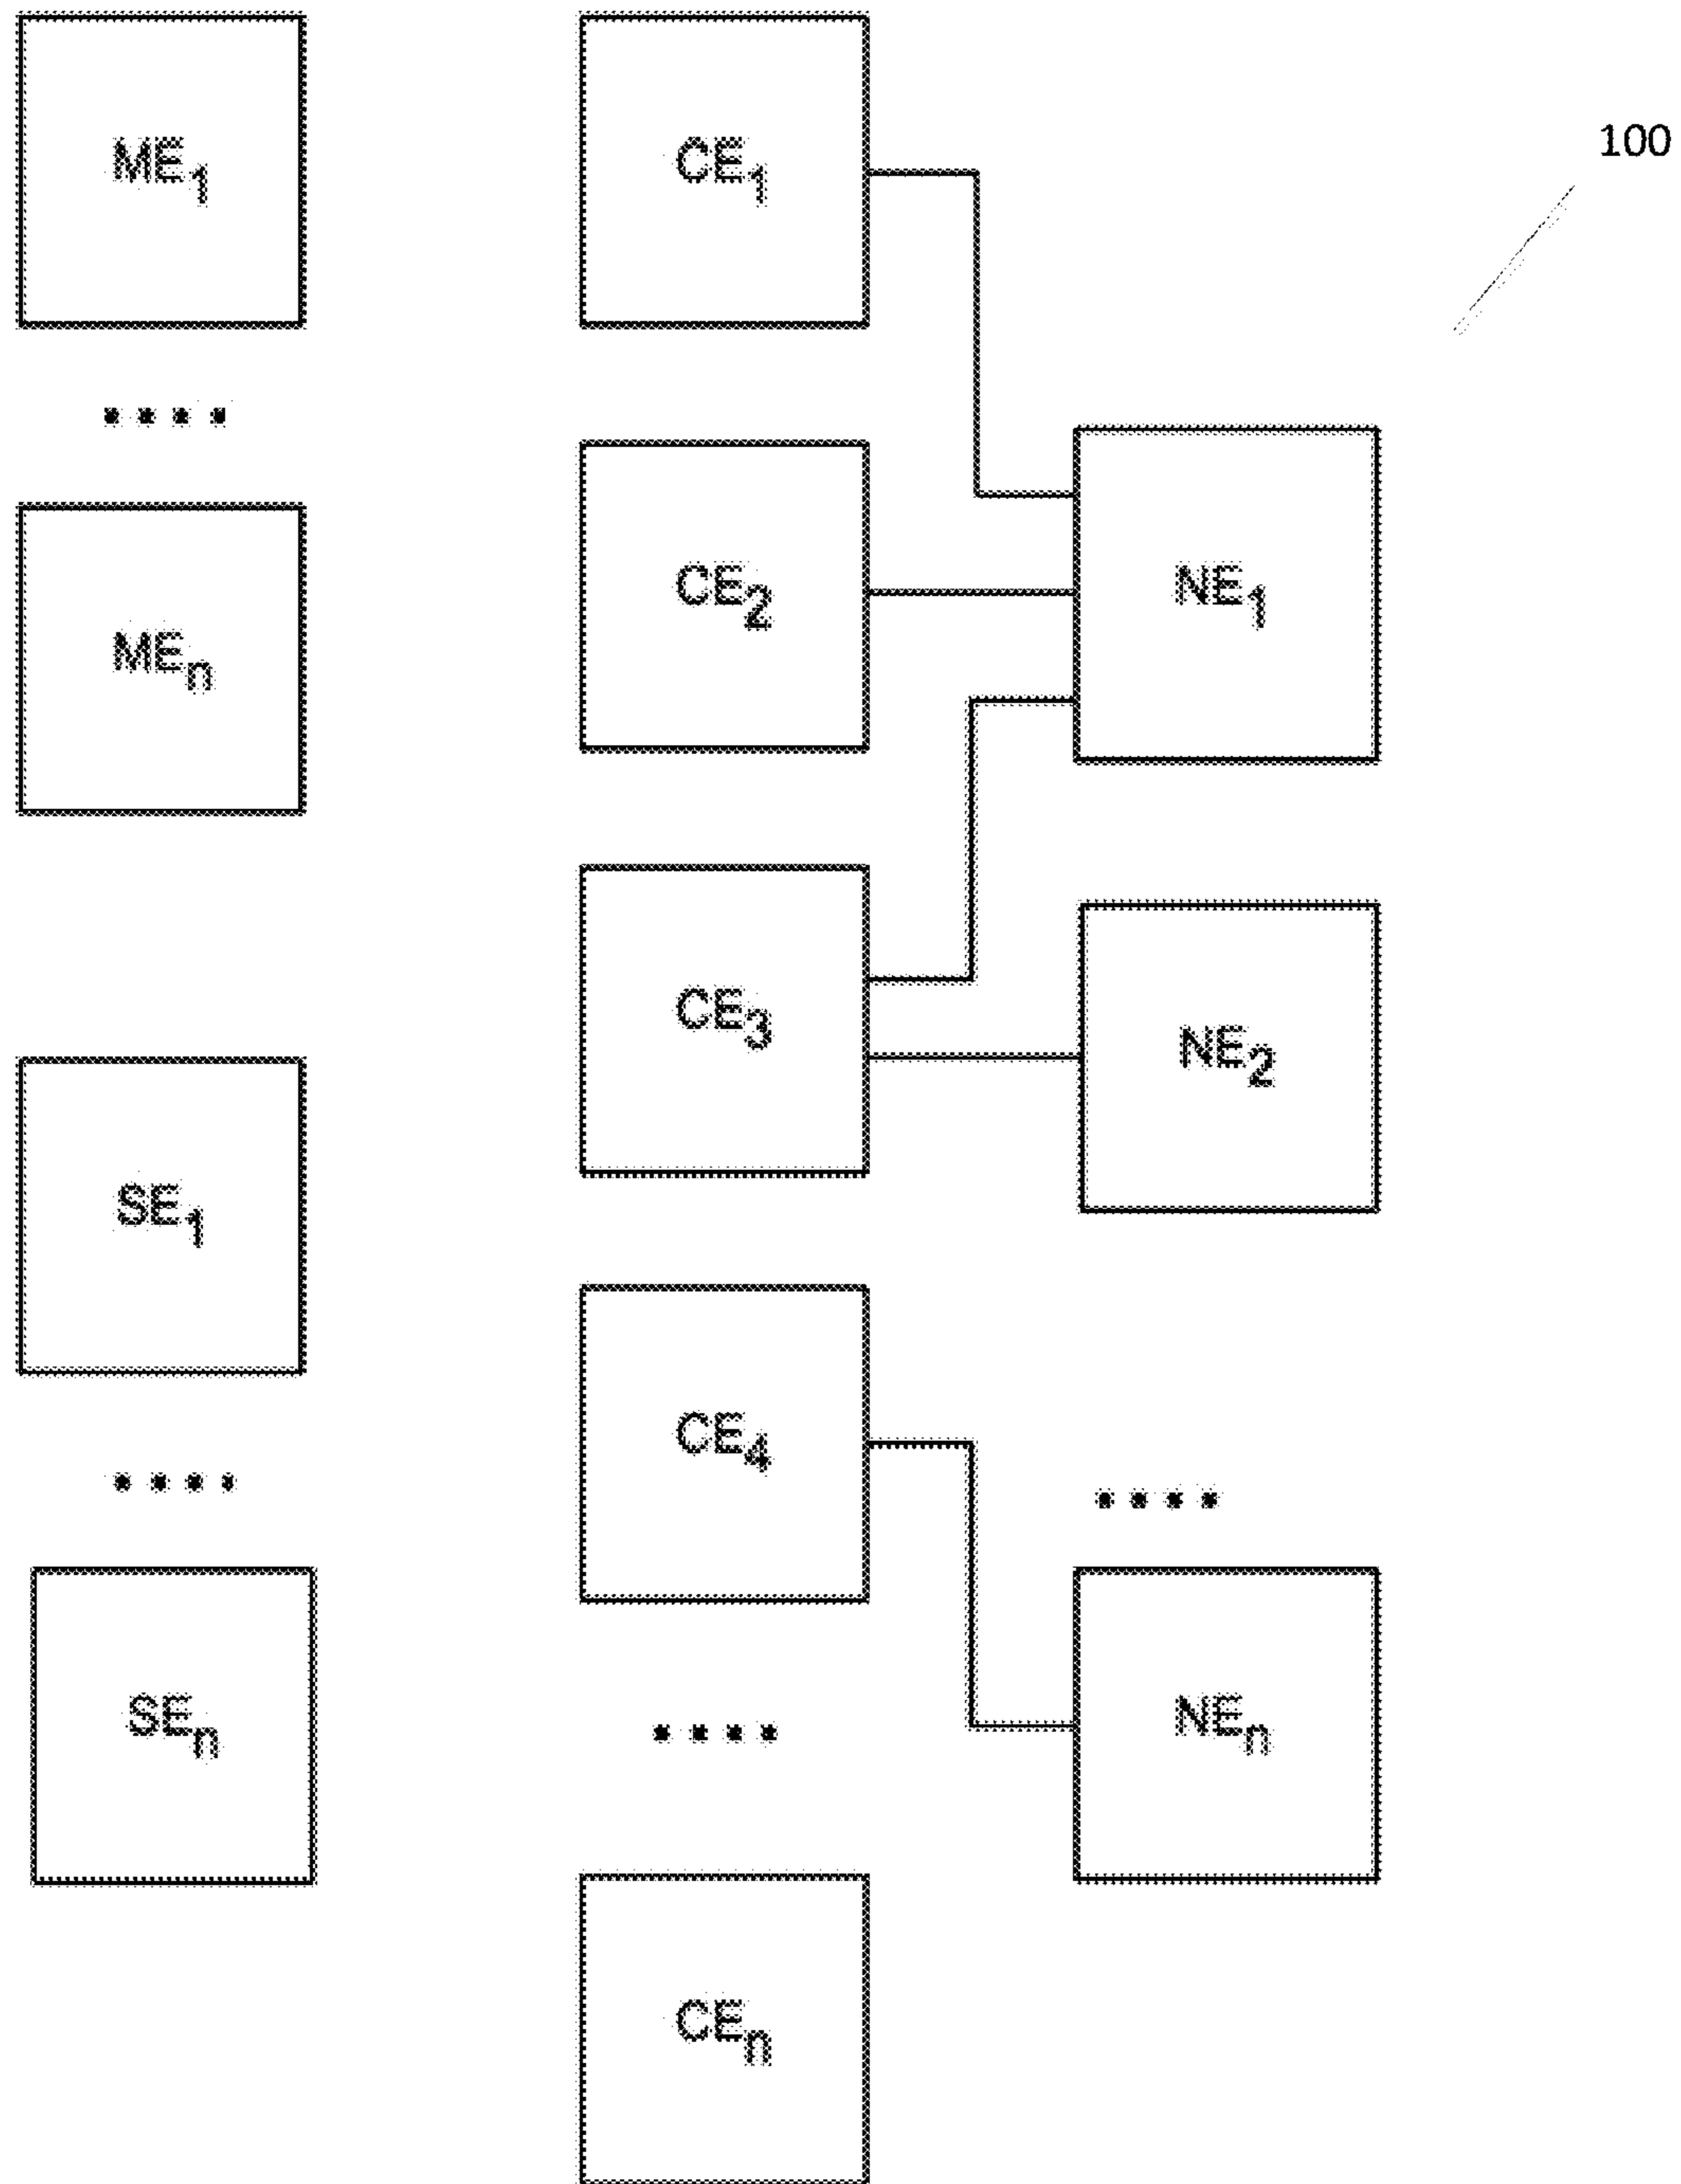 ME₁
....
MEₙ
SE₁
....
SEₙ
CE₁
CE₂
CE₃
CE₄
....
CEₙ
100
NE₁
NE₂
....
NEₙ